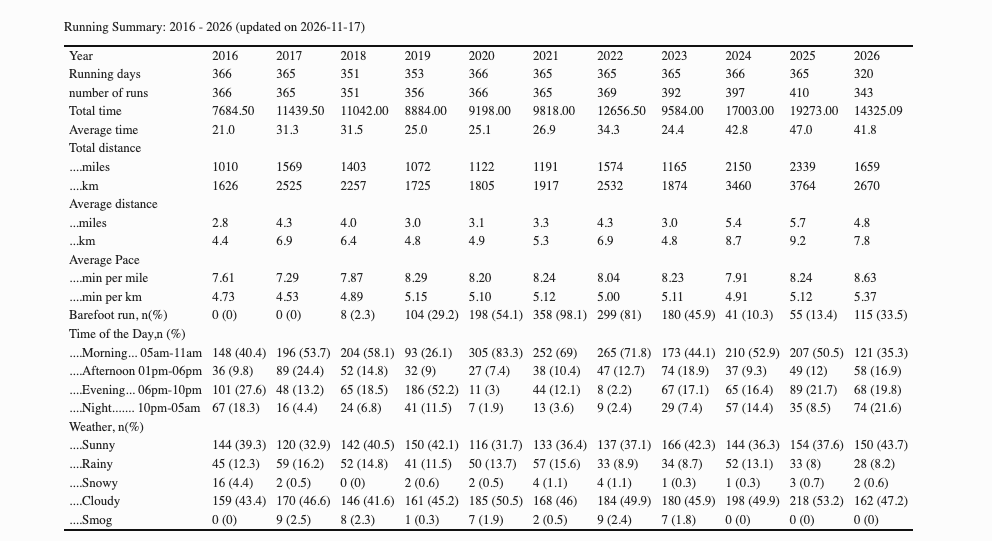 Running Summary: 2016 - 2026 (updated on 2026-11-17)
Year 2016 2017 2018 2019 2020 2021 2022 2023 2024 2025 2026
Running days 366 365 351 353 366 365 365 365 366 365 320
number of runs 366 365 351 356 366 365 369 392 397 410 343
Total time 7684.50 11439.50 11042.00 8884.00 9198.00 9818.00 12656.50 9584.00 17003.00 19273.00 14325.09
Average time 21.0 31.3 31.5 25.0 25.1 26.9 34.3 24.4 42.8 47.0 41.8
Total distance
....miles 1010 1569 1403 1072 1122 1191 1574 1165 2150 2339 1659
....km 1626 2525 2257 1725 1805 1917 2532 1874 3460 3764 2670
Average distance
...miles 2.8 4.3 4.0 3.0 3.1 3.3 4.3 3.0 5.4 5.7 4.8
...km 4.4 6.9 6.4 4.8 4.9 5.3 6.9 4.8 8.7 9.2 7.8
Average Pace
....min per mile 7.61 7.29 7.87 8.29 8.20 8.24 8.04 8.23 7.91 8.24 8.63
....min per km 4.73 4.53 4.89 5.15 5.10 5.12 5.00 5.11 4.91 5.12 5.37
Barefoot run, n(%) 0 (0) 0 (0) 8 (2.3) 104 (29.2) 198 (54.1) 358 (98.1) 299 (81) 180 (45.9) 41 (10.3) 55 (13.4) 115 (33.5)
Time of the Day,n (%)
....Morning... 05am-11am 148 (40.4) 196 (53.7) 204 (58.1) 93 (26.1) 305 (83.3) 252 (69) 265 (71.8) 173 (44.1) 210 (52.9) 207 (50.5) 121 (35.3)
....Afternoon 01pm-06pm 36 (9.8) 89 (24.4) 52 (14.8) 32 (9) 27 (7.4) 38 (10.4) 47 (12.7) 74 (18.9) 37 (9.3) 49 (12) 58 (16.9)
....Evening... 06pm-10pm 101 (27.6) 48 (13.2) 65 (18.5) 186 (52.2) 11 (3) 44 (12.1) 8 (2.2) 67 (17.1) 65 (16.4) 89 (21.7) 68 (19.8)
....Night....... 10pm-05am 67 (18.3) 16 (4.4) 24 (6.8) 41 (11.5) 7 (1.9) 13 (3.6) 9 (2.4) 29 (7.4) 57 (14.4) 35 (8.5) 74 (21.6)
Weather, n(%)
....Sunny 144 (39.3) 120 (32.9) 142 (40.5) 150 (42.1) 116 (31.7) 133 (36.4) 137 (37.1) 166 (42.3) 144 (36.3) 154 (37.6) 150 (43.7)
....Rainy 45 (12.3) 59 (16.2) 52 (14.8) 41 (11.5) 50 (13.7) 57 (15.6) 33 (8.9) 34 (8.7) 52 (13.1) 33 (8) 28 (8.2)
....Snowy 16 (4.4) 2 (0.5) 0 (0) 2 (0.6) 2 (0.5) 4 (1.1) 4 (1.1) 1 (0.3) 1 (0.3) 3 (0.7) 2 (0.6)
....Cloudy 159 (43.4) 170 (46.6) 146 (41.6) 161 (45.2) 185 (50.5) 168 (46) 184 (49.9) 180 (45.9) 198 (49.9) 218 (53.2) 162 (47.2)
....Smog 0 (0) 9 (2.5) 8 (2.3) 1 (0.3) 7 (1.9) 2 (0.5) 9 (2.4) 7 (1.8) 0 (0) 0 (0) 0 (0)